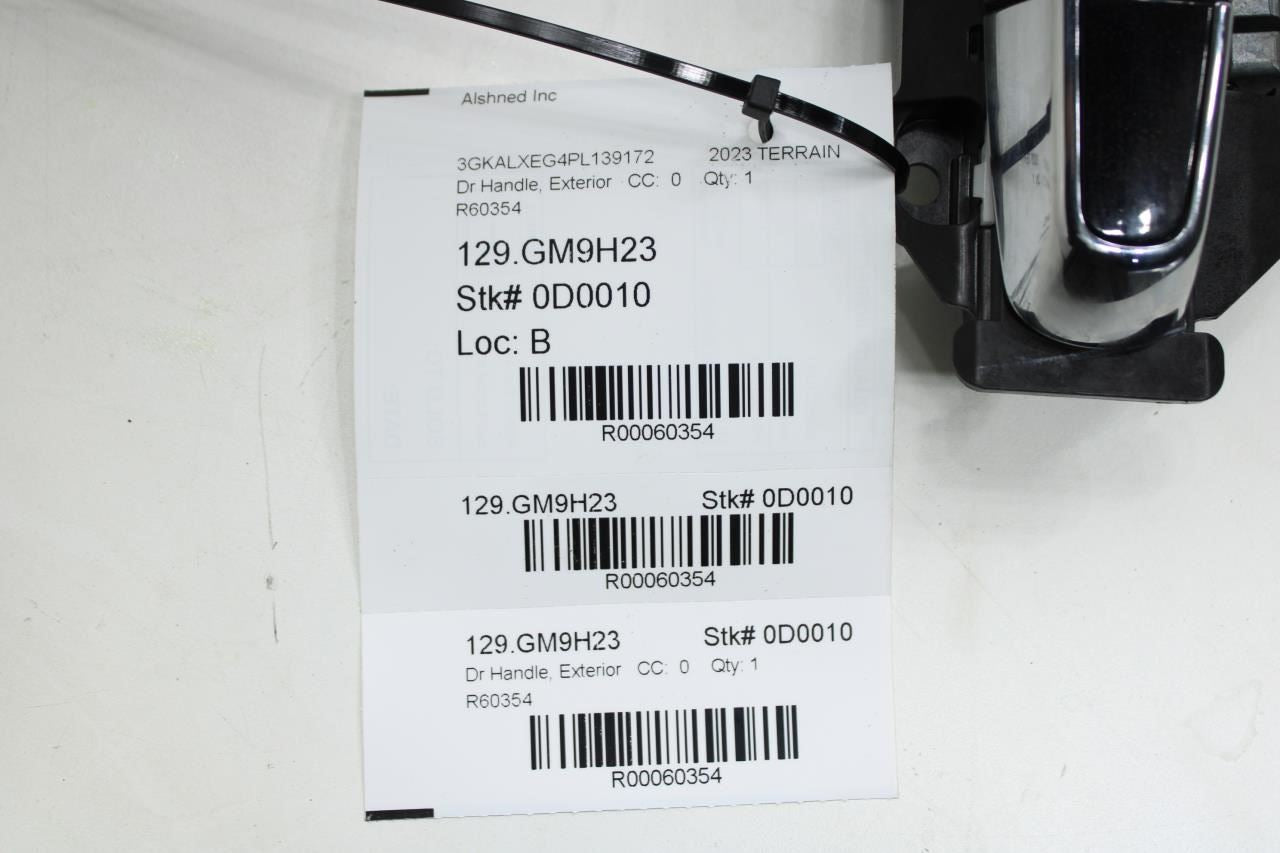 Alshned Inc
3GKALXEG4PL139172 2023 TERRAIN
Dr Handle, Exterior CC: 0 Qty: 1
R60354
129.GM9H23
Stk# 0D0010
Loc: B
R00060354
129.GM9H23 Stk# 0D0010
R00060354
129.GM9H23 Stk# 0D0010
Dr Handle, Exterior CC: 0 Qty: 1
R60354
R00060354